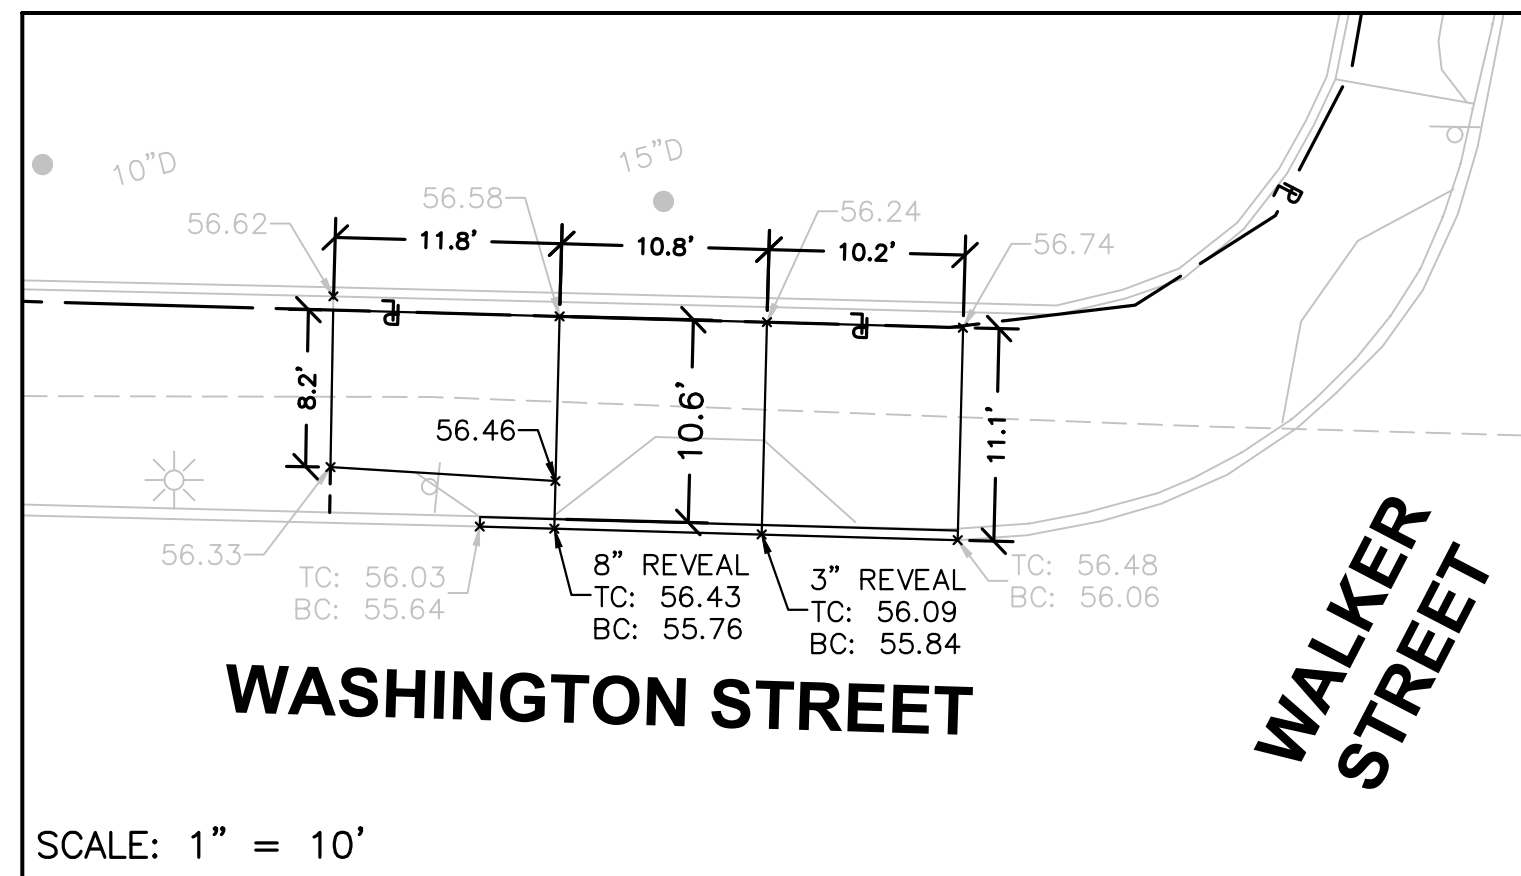 10"D
15"D
56.62
56.58
56.24
56.74
11.8'
10.8'
10.2'
PL
PL
PL
8.2'
10.6'
11.1'
56.46
56.33
TC: 56.03
BC: 55.64
8" REVEAL
TC: 56.43
BC: 55.76
3" REVEAL
TC: 56.09
BC: 55.84
TC: 56.48
BC: 56.06
WASHINGTON STREET
WALKER
STREET
SCALE: 1" = 10'